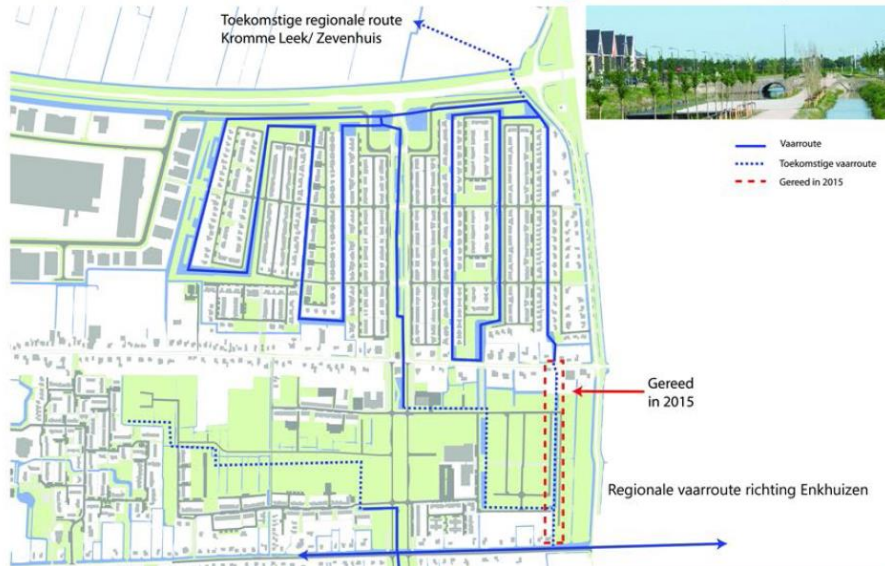 Toekomstige regionale route
Kromme Leek/ Zevenhuis
Vaarroute
Toekomstige vaarroute
Gereed in 2015
Gereed
in 2015
Regionale vaarroute richting Enkhuizen